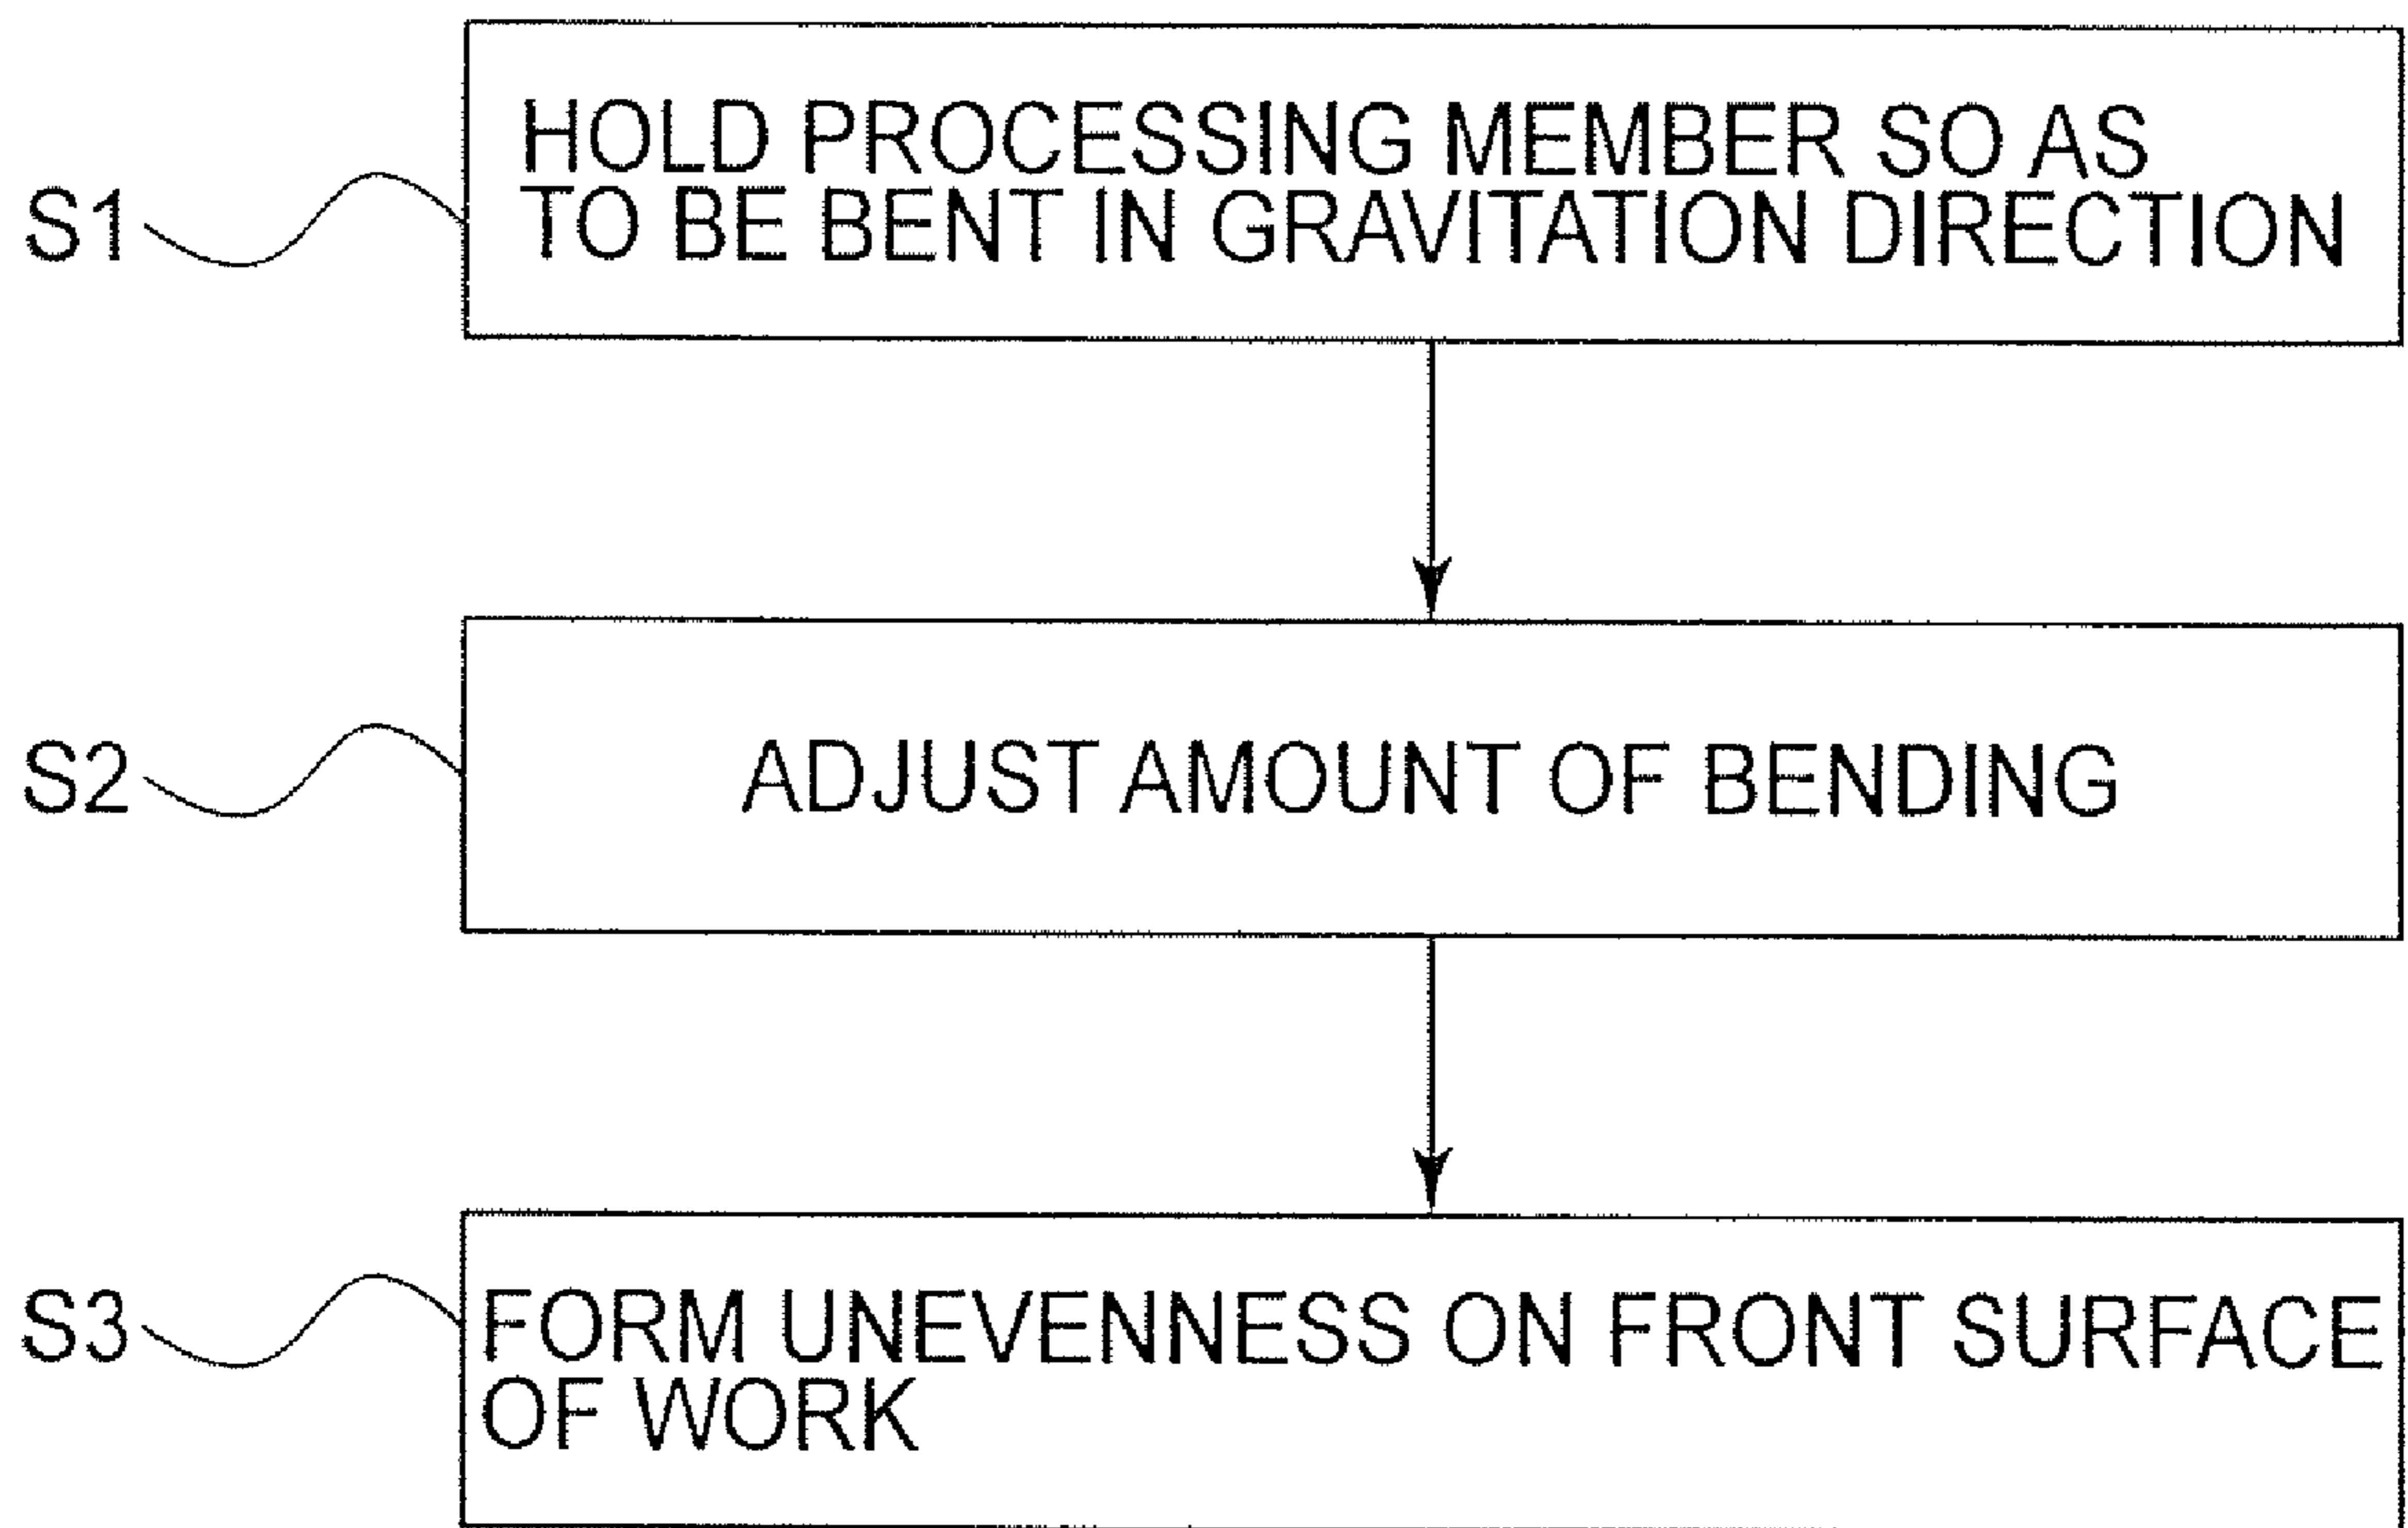 S1
HOLD PROCESSING MEMBER SO AS
TO BE BENT IN GRAVITATION DIRECTION
S2
ADJUST AMOUNT OF BENDING
S3
FORM UNEVENNESS ON FRONT SURFACE
OF WORK